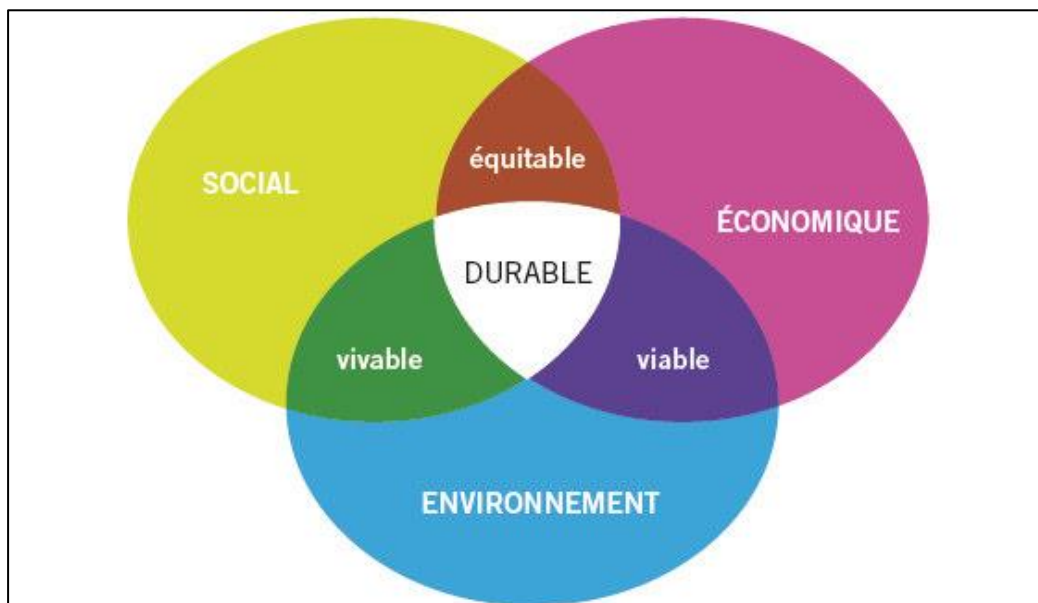 équitable
SOCIAL
ÉCONOMIQUE
DURABLE
vivable
viable
ENVIRONNEMENT